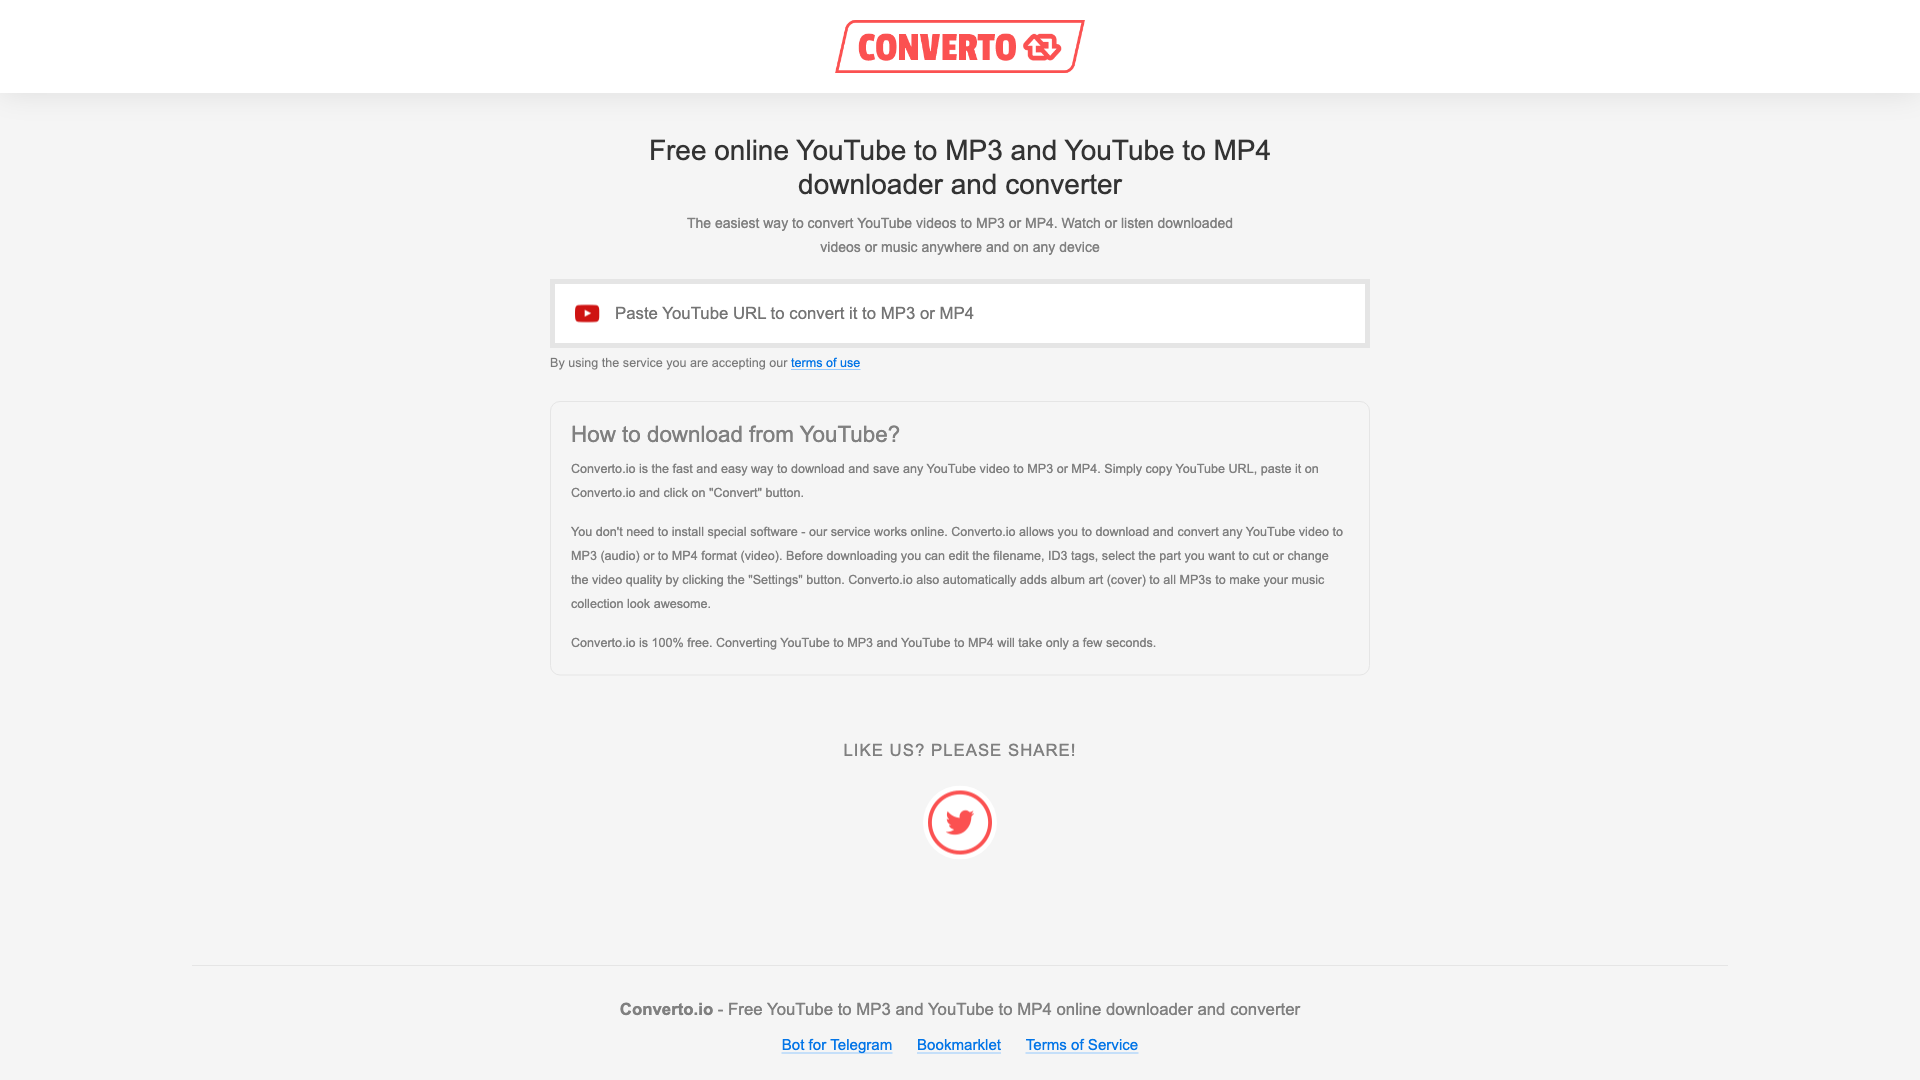 CONVERTO
Free online YouTube to MP3 and YouTube to MP4
downloader and converter
The easiest way to convert YouTube videos to MP3 or MP4. Watch or listen downloaded
videos or music anywhere and on any device
Paste YouTube URL to convert it to MP3 or MP4
By using the service you are accepting our terms of use
How to download from YouTube?
Converto.io is the fast and easy way to download and save any YouTube video to MP3 or MP4. Simply copy YouTube URL, paste it on
Converto.io and click on "Convert" button.
You don't need to install special software - our service works online. Converto.io allows you to download and convert any YouTube video to
MP3 (audio) or to MP4 format (video). Before downloading you can edit the filename, ID3 tags, select the part you want to cut or change
the video quality by clicking the "Settings" button. Converto.io also automatically adds album art (cover) to all MP3s to make your music
collection look awesome.
Converto.io is 100% free. Converting YouTube to MP3 and YouTube to MP4 will take only a few seconds.
LIKE US? PLEASE SHARE!
Converto.io - Free YouTube to MP3 and YouTube to MP4 online downloader and converter
Bot for Telegram Bookmarklet Terms of Service